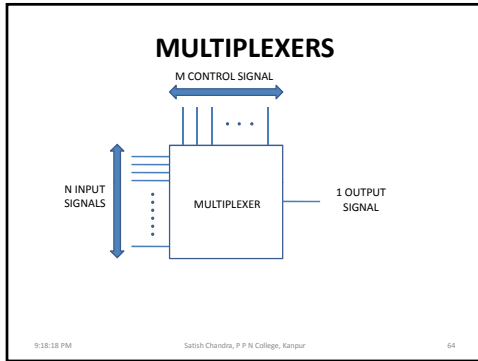 MULTIPLEXERS
M CONTROL SIGNAL
N INPUT
SIGNALS
MULTIPLEXER
1 OUTPUT
SIGNAL
9:18:18 PM
Satish Chandra, P P N College, Kanpur
64